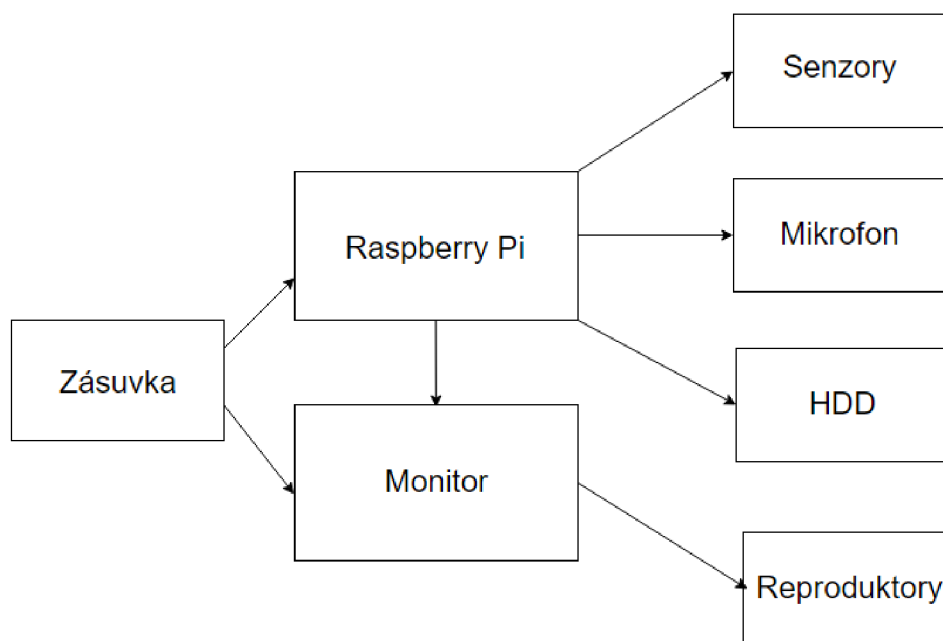 Senzory
Raspberry Pi
Mikrofon
Zásuvka
HDD
Monitor
Reproduktory